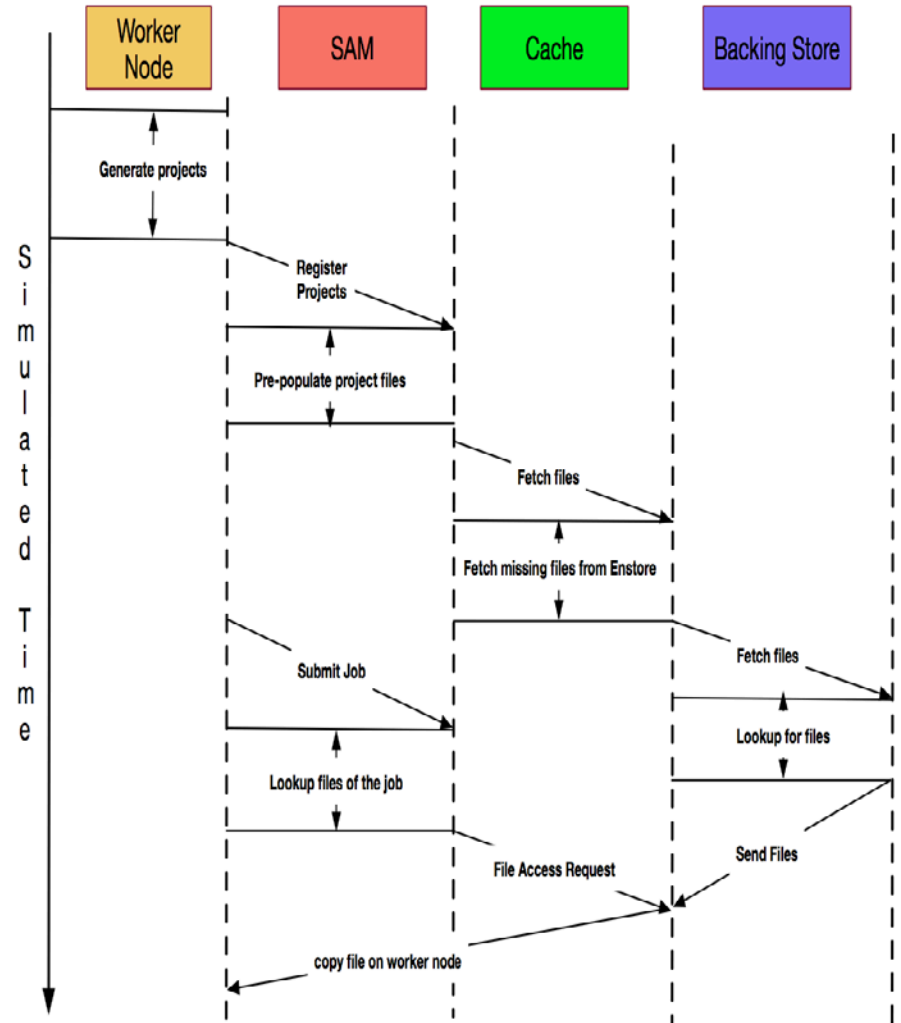 Worker
Node
SAM
Cache
Backing Store
Generate projects
Register
Projects
Pre-populate project files
Fetch files
Fetch missing files from Enstore
Fetch files
Submit Job
Lookup for files
Lookup files of the job
Send Files
File Access Request
copy file on worker node
Simulated Time